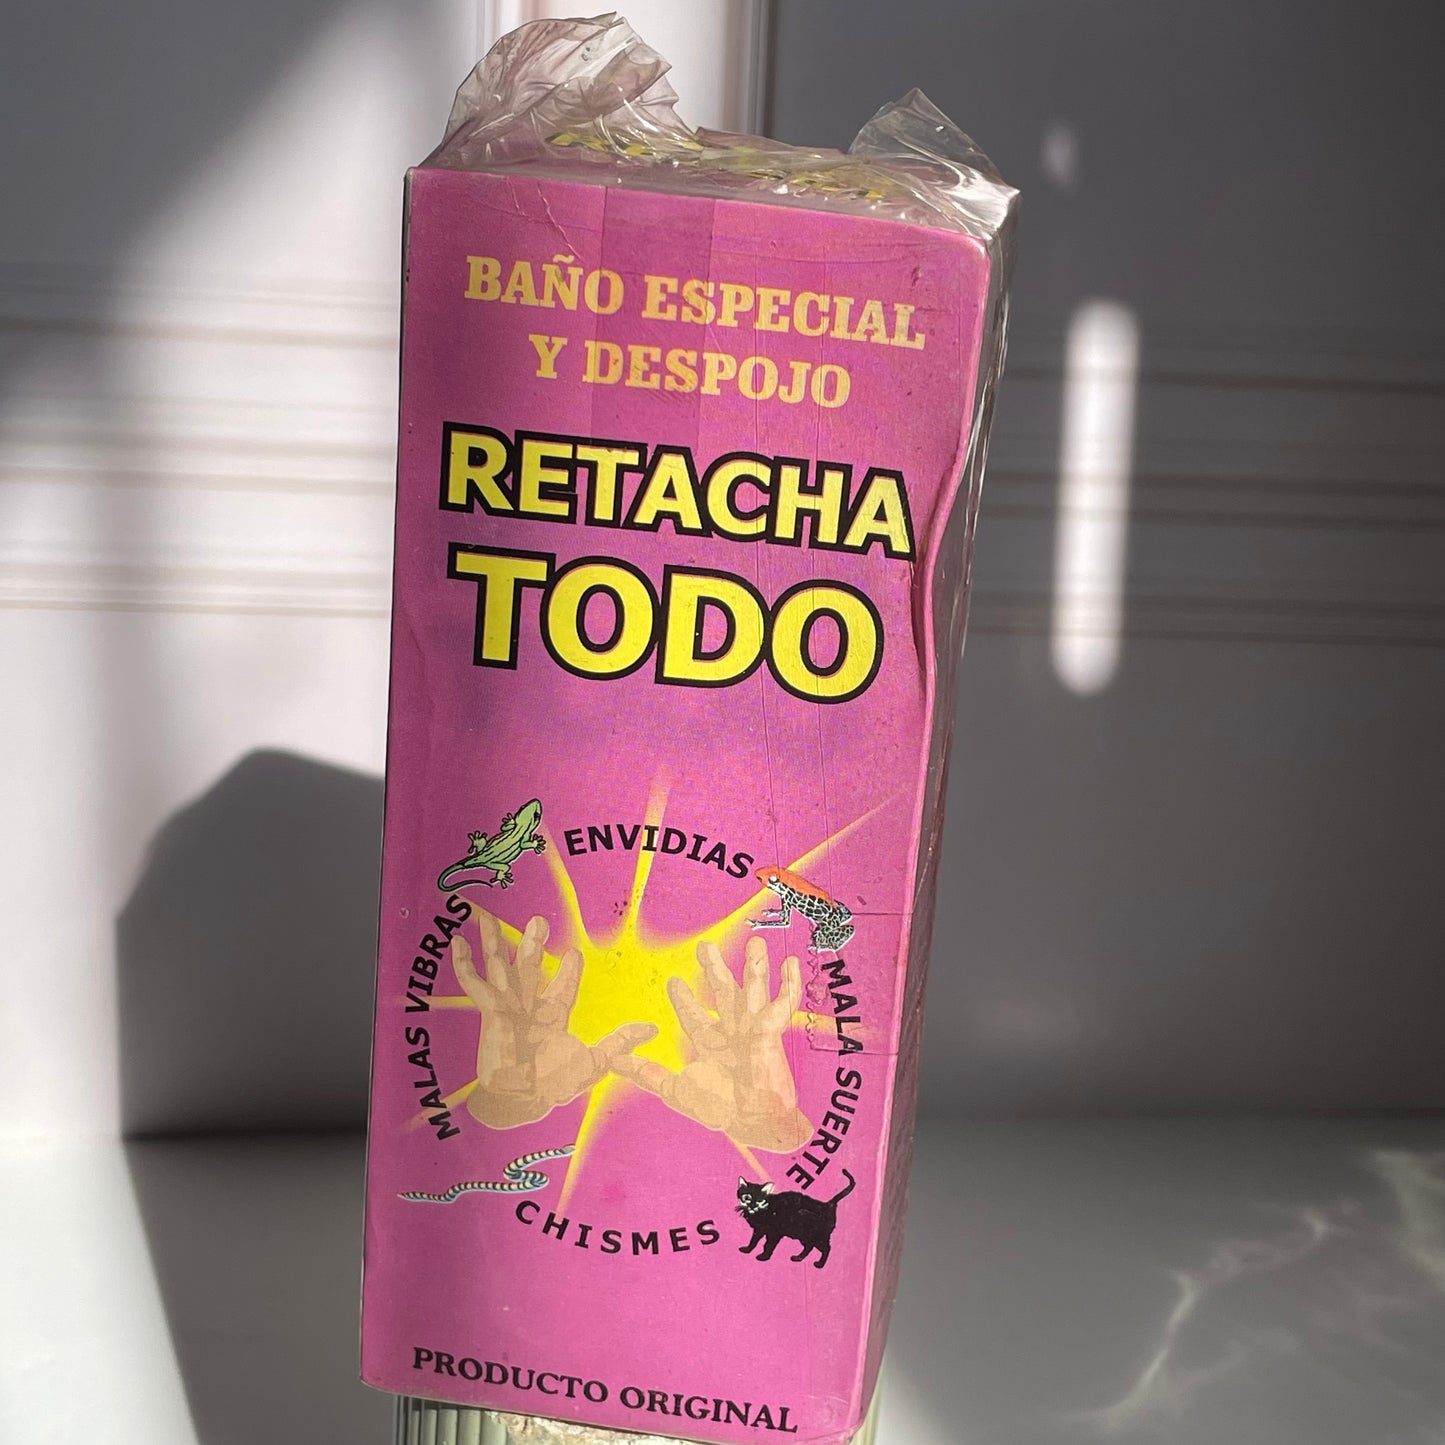 BAÑO ESPECIAL
Y DESPOJO
RETACHA
TODO
ENVIDIAS
MALAS VIBRAS
MALA SUERTE
CHISMES
PRODUCTO ORIGINAL